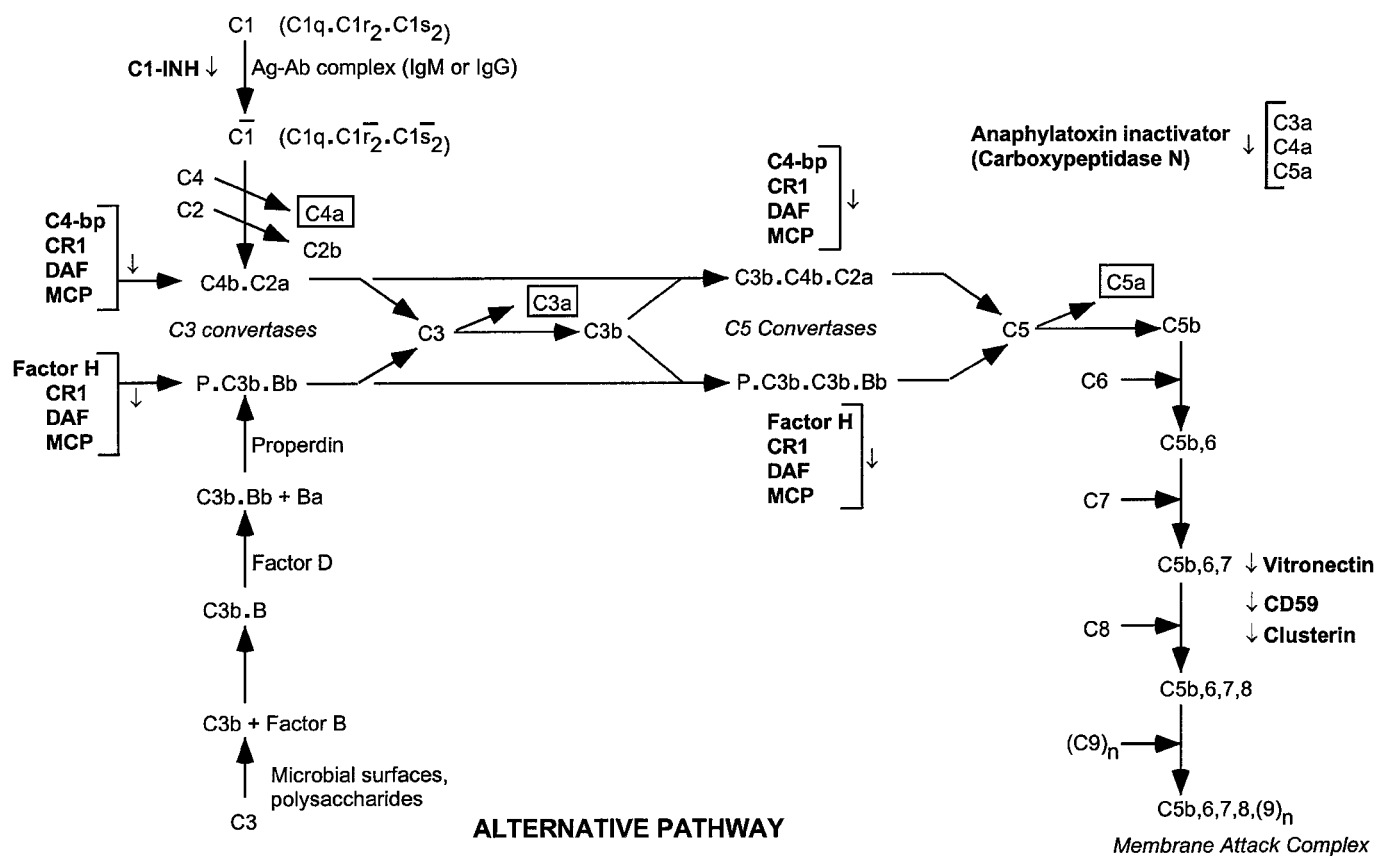 C1 (C1q.C1r2.C1s2)
C1-INH ↓ Ag-Ab complex (IgM or IgG)
C1̅ (C1q.C1r̅2.C1s̅2)
Anaphylatoxin inactivator
(Carboxypeptidase N)
↓
C3a
C4a
C5a
C4
C2
C4a
C2b
C4-bp
CR1
DAF
MCP
↓
C4b.C2a
C3 convertases
Factor H
CR1
DAF
MCP
↓
P.C3b.Bb
C3
C3a
C3b
C4-bp
CR1
DAF
MCP
↓
C3b.C4b.C2a
C5 Convertases
P.C3b.C3b.Bb
Factor H
CR1
DAF
MCP
↓
C5
C5a
C5b
C6
C5b,6
C7
C5b,6,7 ↓ Vitronectin
↓ CD59
C8 ↓ Clusterin
C5b,6,7,8
(C9)n
C5b,6,7,8,(9)n
Membrane Attack Complex
Properdin
C3b.Bb + Ba
Factor D
C3b.B
C3b + Factor B
Microbial surfaces,
polysaccharides
C3
ALTERNATIVE PATHWAY